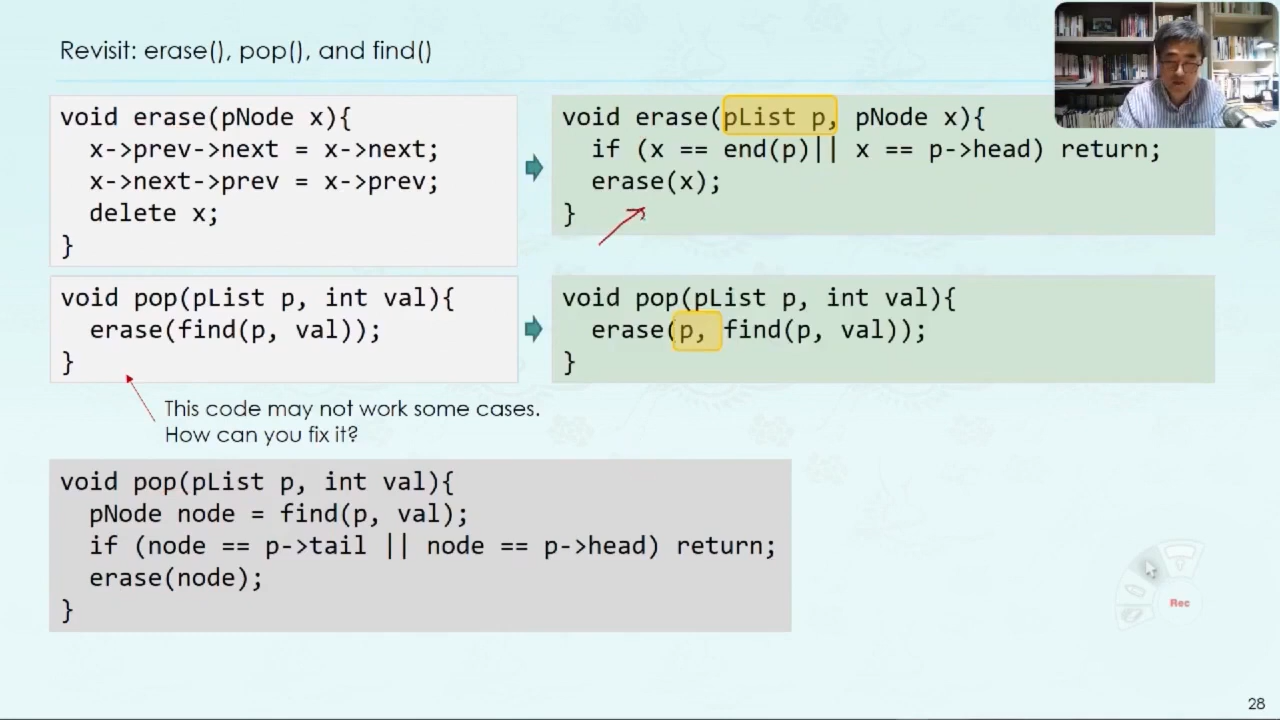 Revisit: erase(), pop(), and find()
void erase(pNode x){
  x->prev->next = x->next;
  x->next->prev = x->prev;
  delete x;
}
void erase(pList p, pNode x){
  if (x == end(p)|| x == p->head) return;
  erase(x);
}
void pop(pList p, int val){
  erase(find(p, val));
}
void pop(pList p, int val){
  erase(p, find(p, val));
}
This code may not work some cases.
How can you fix it?
void pop(pList p, int val){
  pNode node = find(p, val);
  if (node == p->tail || node == p->head) return;
  erase(node);
}
Rec
28